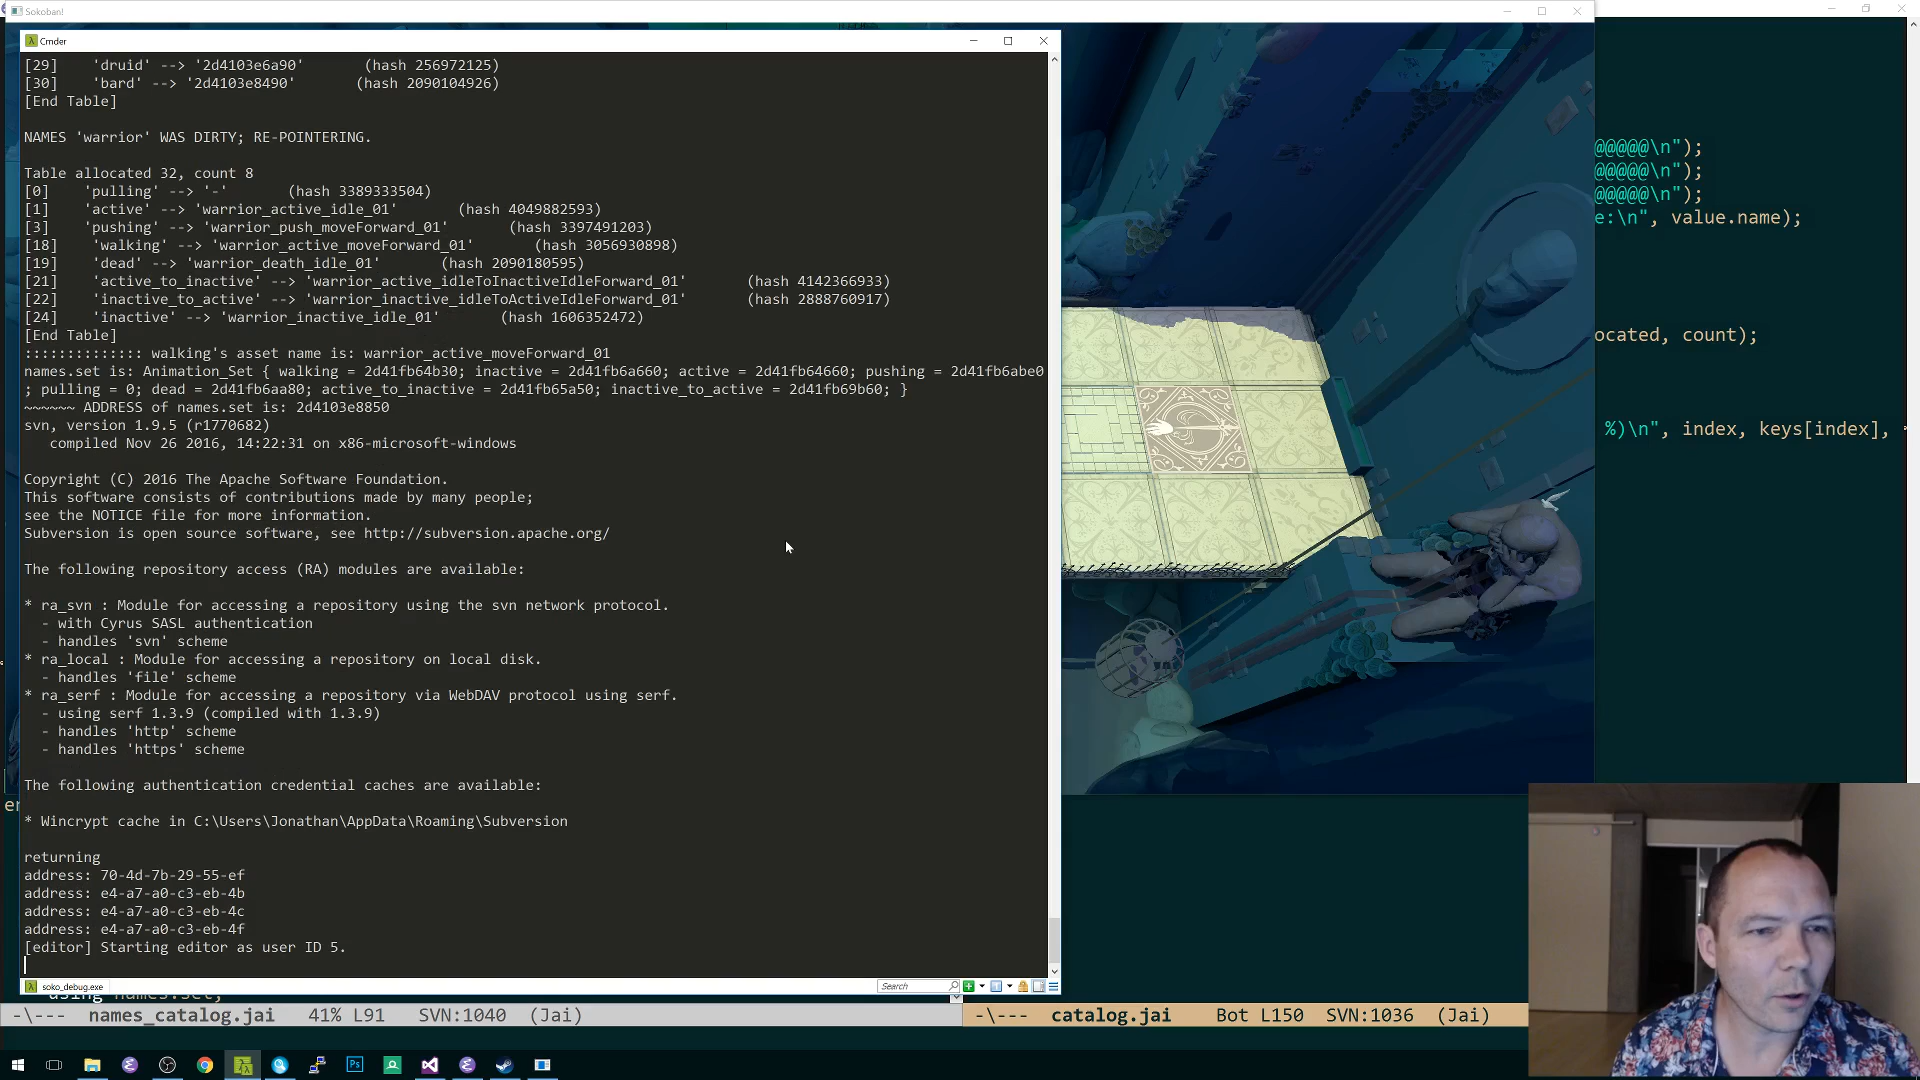 Sokoban!
Cmder
[29]    'druid' --> '2d4103e6a90'        (hash 256972125)
[30]    'bard' --> '2d4103e8490'       (hash 2090104926)
[End Table]
NAMES 'warrior' WAS DIRTY; RE-POINTERING.
Table allocated 32, count 8
[0]    'pulling' --> '-'       (hash 3389333504)
[1]    'active' --> 'warrior_active_idle_01'       (hash 4049882593)
[3]    'pushing' --> 'warrior_push_moveForward_01'       (hash 3397491203)
[18]    'walking' --> 'warrior_active_moveForward_01'       (hash 3056930898)
[19]    'dead' --> 'warrior_death_idle_01'       (hash 2090180595)
[21]    'active_to_inactive' --> 'warrior_active_idleToInactiveIdleForward_01'       (hash 4142366933)
[22]    'inactive_to_active' --> 'warrior_inactive_idleToActiveIdleForward_01'       (hash 2888760917)
[24]    'inactive' --> 'warrior_inactive_idle_01'       (hash 1606352472)
[End Table]
:::::::::::::: walking's asset name is: warrior_active_moveForward_01
names.set is: Animation_Set { walking = 2d41fb64b30; inactive = 2d41fb6a660; active = 2d41fb64660; pushing = 2d41fb6abe0
; pulling = 0; dead = 2d41fb6aa80; active_to_inactive = 2d41fb65a50; inactive_to_active = 2d41fb69b60; }
~~~~~~ ADDRESS of names.set is: 2d4103e8850
svn, version 1.9.5 (r1770682)
   compiled Nov 26 2016, 14:22:31 on x86-microsoft-windows
Copyright (C) 2016 The Apache Software Foundation.
This software consists of contributions made by many people;
see the NOTICE file for more information.
Subversion is open source software, see http://subversion.apache.org/
The following repository access (RA) modules are available:
* ra_svn : Module for accessing a repository using the svn network protocol.
  - with Cyrus SASL authentication
  - handles 'svn' scheme
* ra_local : Module for accessing a repository on local disk.
  - handles 'file' scheme
* ra_serf : Module for accessing a repository via WebDAV protocol using serf.
  - using serf 1.3.9 (compiled with 1.3.9)
  - handles 'http' scheme
  - handles 'https' scheme
The following authentication credential caches are available:
* Wincrypt cache in C:\Users\Jonathan\AppData\Roaming\Subversion
returning
address: 70-4d-7b-29-55-ef
address: e4-a7-a0-c3-eb-4b
address: e4-a7-a0-c3-eb-4c
address: e4-a7-a0-c3-eb-4f
[editor] Starting editor as user ID 5.
soko_debug.exe
Search
@@@@@\n");
@@@@@\n");
@@@@@\n");
e:\n", value.name);
ocated, count);
%)\n", index, keys[index],
er
using names.set;
-\--- names_catalog.jai 41% L91 SVN:1040 (Jai)
-\--- catalog.jai Bot L150 SVN:1036 (Jai)
Ps